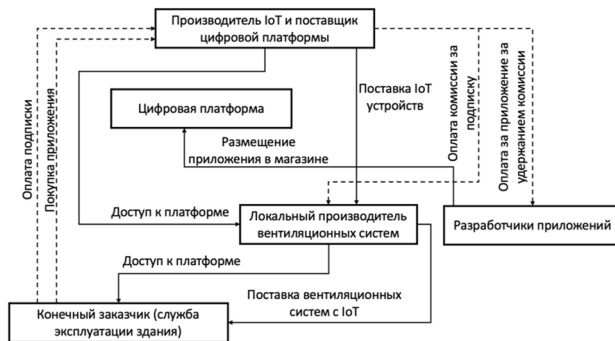 Производитель IoT и поставщик
цифровой платформы
Оплата подписки
Покупка приложения
Поставка IoT
устройств
Оплата комиссии за
подписку
Оплата за приложение за
удержанием комиссии
Цифровая платформа
Размещение
приложения в магазине
Доступ к платформе
Локальный производитель
вентиляционных систем
Разработчики приложений
Доступ к платформе
Поставка вентиляционных
систем с IoT
Конечный заказчик (служба
эксплуатации здания)